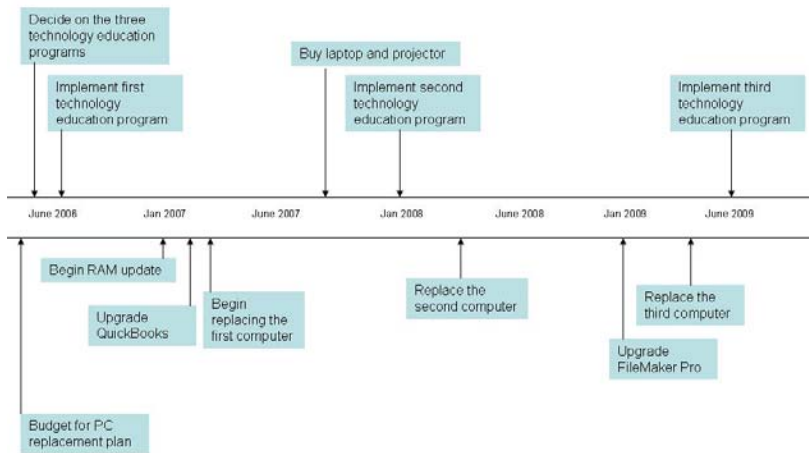 Decide on the three
technology education
programs
Buy laptop and projector
Implement first
technology
education program
Implement second
technology
education program
Implement third
technology
education program
June 2006
Jan 2007
June 2007
Jan 2008
June 2008
Jan 2009
June 2009
Begin RAM update
Upgrade
QuickBooks
Begin
replacing the
first computer
Replace the
second computer
Replace the
third computer
Upgrade
FileMaker Pro
Budget for PC
replacement plan